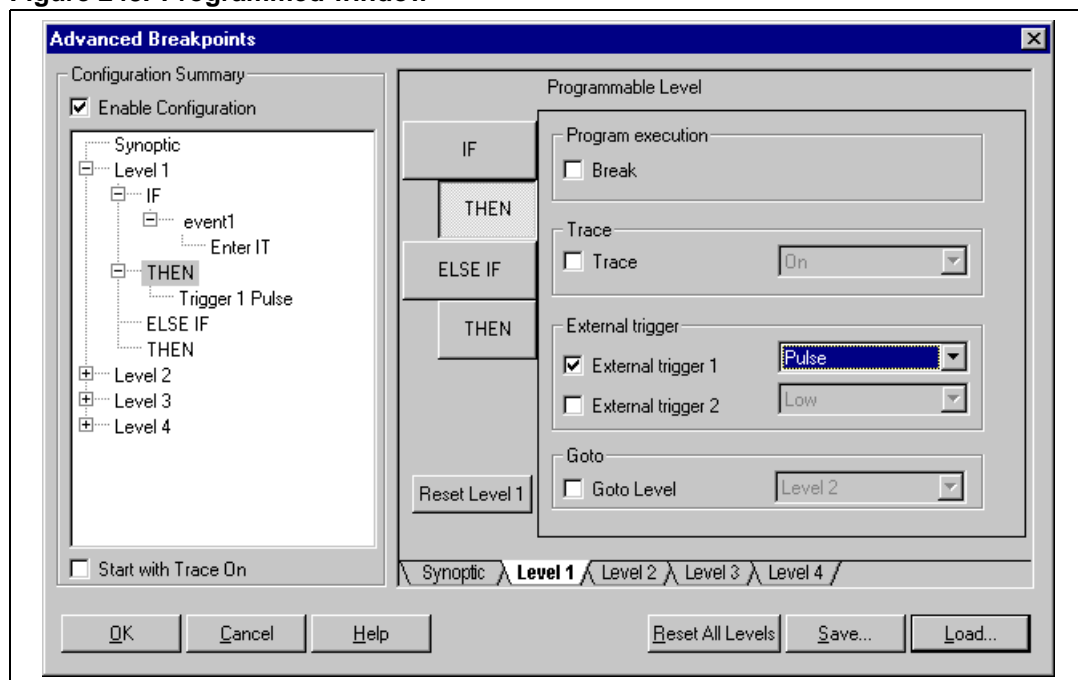 Advanced Breakpoints
Configuration Summary
Enable Configuration
Synoptic
Level 1
IF
event1
Enter IT
THEN
Trigger 1 Pulse
ELSE IF
THEN
Level 2
Level 3
Level 4
Start with Trace On
Programmable Level
IF
THEN
ELSE IF
THEN
Reset Level 1
Program execution
Break
Trace
Trace On
External trigger
External trigger 1 Pulse
External trigger 2 Low
Goto
Goto Level Level 2
Synoptic Level 1 Level 2 Level 3 Level 4
OK Cancel Help Reset All Levels Save... Load...